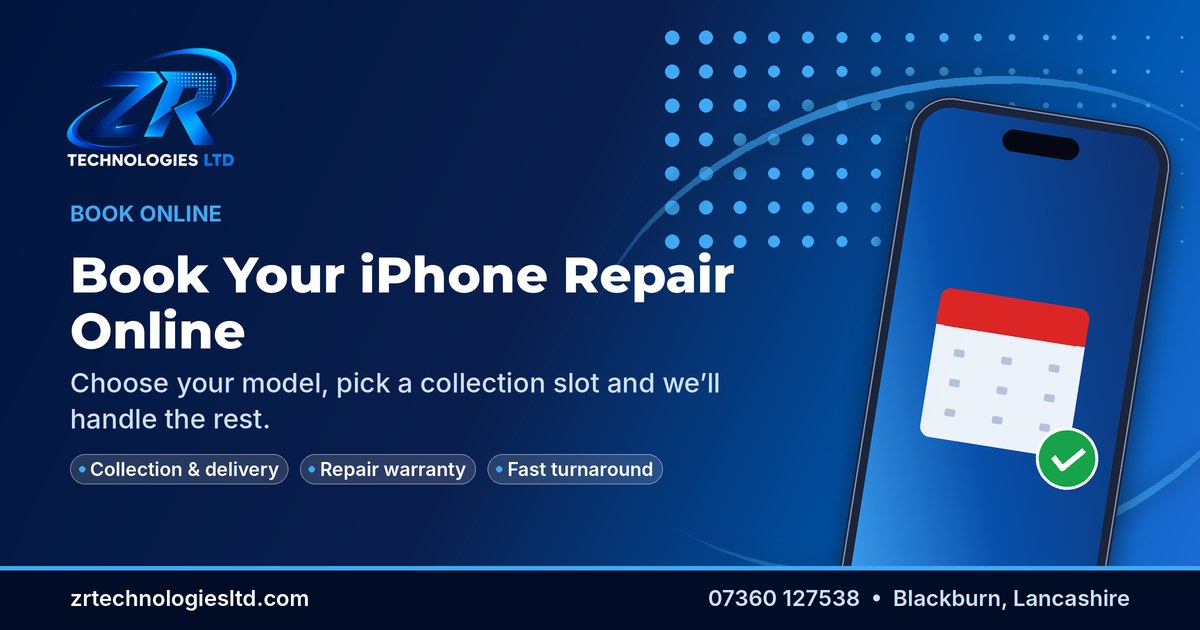 ZR
TECHNOLOGIES LTD
BOOK ONLINE
Book Your iPhone Repair
Online
Choose your model, pick a collection slot and we’ll
handle the rest.
Collection & delivery
Repair warranty
Fast turnaround
zrtechnologiesltd.com
07360 127538 • Blackburn, Lancashire